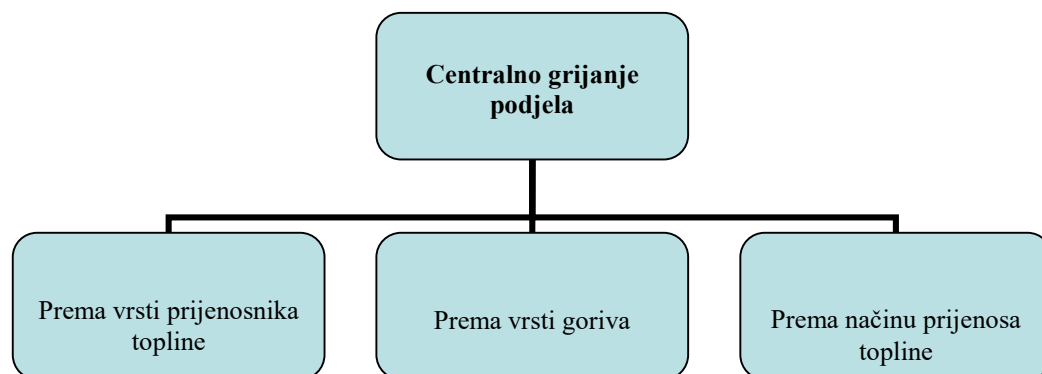 Centralno grijanje
podjela
Prema vrsti prijenosnika
topline
Prema vrsti goriva
Prema načinu prijenosa
topline